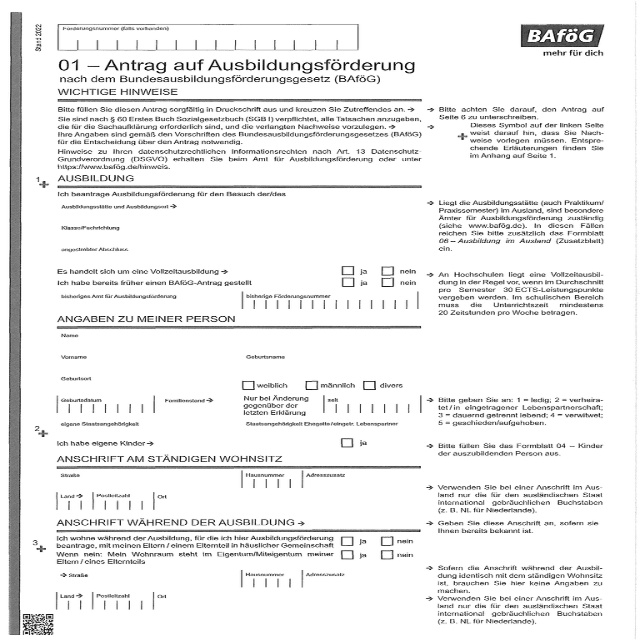 Stand 2022
Förderungsnummer (falls vorhanden)
BAföG
mehr für dich
01 – Antrag auf Ausbildungsförderung
nach dem Bundesausbildungsförderungsgesetz (BAföG)
WICHTIGE HINWEISE
Bitte füllen Sie diesen Antrag sorgfältig in Druckschrift aus und kreuzen Sie Zutreffendes an. →
Sie sind nach § 60 Erstes Buch Sozialgesetzbuch (SGB I) verpflichtet, alle Tatsachen anzugeben,
die für die Sachaufklärung erforderlich sind, und die verlangten Nachweise vorzulegen. →
Ihre Angaben sind gemäß den Vorschriften des Bundesausbildungsförderungsgesetzes (BAföG)
für die Entscheidung über den Antrag notwendig.
Hinweise zu Ihren datenschutzrechtlichen Informationsrechten nach Art. 13 Datenschutz-
Grundverordnung (DSGVO) erhalten Sie beim Amt für Ausbildungsförderung oder unter
https://www.bafög.de/hinweis.
→ Bitte achten Sie darauf, den Antrag auf
Seite 6 zu unterschreiben.
→ Dieses Symbol auf der linken Seite
weist darauf hin, dass Sie Nach-
weise vorlegen müssen. Entspre-
chende Erläuterungen finden Sie
im Anhang auf Seite 1.
1
AUSBILDUNG
Ich beantrage Ausbildungsförderung für den Besuch der/des
Ausbildungsstätte und Ausbildungsort →
Klasse/Fachrichtung
angestrebter Abschluss
→ Liegt die Ausbildungsstätte (auch Praktikum/
Praxissemester) im Ausland, sind besondere
Ämter für Ausbildungsförderung zuständig
(siehe www.bafög.de). In diesen Fällen
reichen Sie bitte zusätzlich das Formblatt
06 – Ausbildung im Ausland (Zusatzblatt)
ein.
Es handelt sich um eine Vollzeitausbildung → ja nein
Ich habe bereits früher einen BAföG-Antrag gestellt ja nein
bisheriges Amt für Ausbildungsförderung bisherige Förderungsnummer
→ An Hochschulen liegt eine Vollzeitausbil-
dung in der Regel vor, wenn im Durchschnitt
pro Semester 30 ECTS-Leistungspunkte
vergeben werden. Im schulischen Bereich
muss die Unterrichtszeit mindestens
20 Zeitstunden pro Woche betragen.
ANGABEN ZU MEINER PERSON
Name
Vorname Geburtsname
Geburtsort
weiblich männlich divers
Geburtsdatum Familienstand → Nur bei Änderung seit
gegenüber der
letzten Erklärung
eigene Staatsangehörigkeit Staatsangehörigkeit Ehegatte/eingetr. Lebenspartner
→ Bitte geben Sie an: 1 = ledig; 2 = verheira-
tet/in eingetragener Lebenspartnerschaft;
3 = dauernd getrennt lebend; 4 = verwitwet;
5 = geschieden/aufgehoben.
2
Ich habe eigene Kinder → ja
→ Bitte füllen Sie das Formblatt 04 – Kinder
der auszubildenden Person aus.
ANSCHRIFT AM STÄNDIGEN WOHNSITZ
Straße Hausnummer Adresszusatz
Land → Postleitzahl Ort
→ Verwenden Sie bei einer Anschrift im Aus-
land nur die für den ausländischen Staat
international gebräuchlichen Buchstaben
(z. B. NL für Niederlande).
ANSCHRIFT WÄHREND DER AUSBILDUNG →
→ Geben Sie diese Anschrift an, sofern sie
Ihnen bereits bekannt ist.
3
Ich wohne während der Ausbildung, für die ich hier Ausbildungsförderung
beantrage, mit meinen Eltern / einem Elternteil in häuslicher Gemeinschaft ja nein
Wenn nein: Mein Wohnraum steht im Eigentum/Miteigentum meiner
Eltern / eines Elternteils ja nein
→ Straße Hausnummer Adresszusatz
Land → Postleitzahl Ort
→ Sofern die Anschrift während der Ausbil-
dung identisch mit dem ständigen Wohnsitz
ist, brauchen Sie hier keine Angaben zu
machen.
→ Verwenden Sie bei einer Anschrift im Aus-
land nur die für den ausländischen Staat
international gebräuchlichen Buchstaben
(z. B. NL für Niederlande).